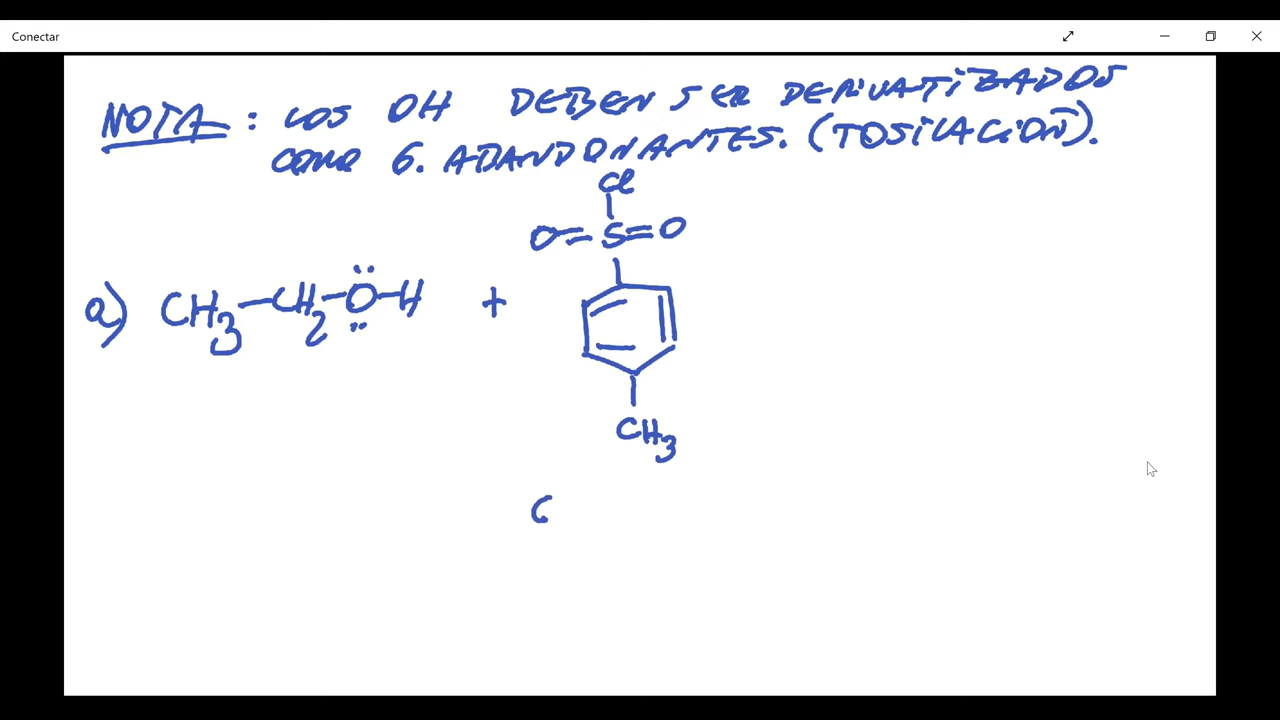 Conectar
NOTA: LOS OH DEBEN SER DERIVATIZADOS
COMO G. ABANDONANTES. (TOSILACIÓN).
Cl
O=S=O
a) CH3-CH2-Ö-H +
CH3
C